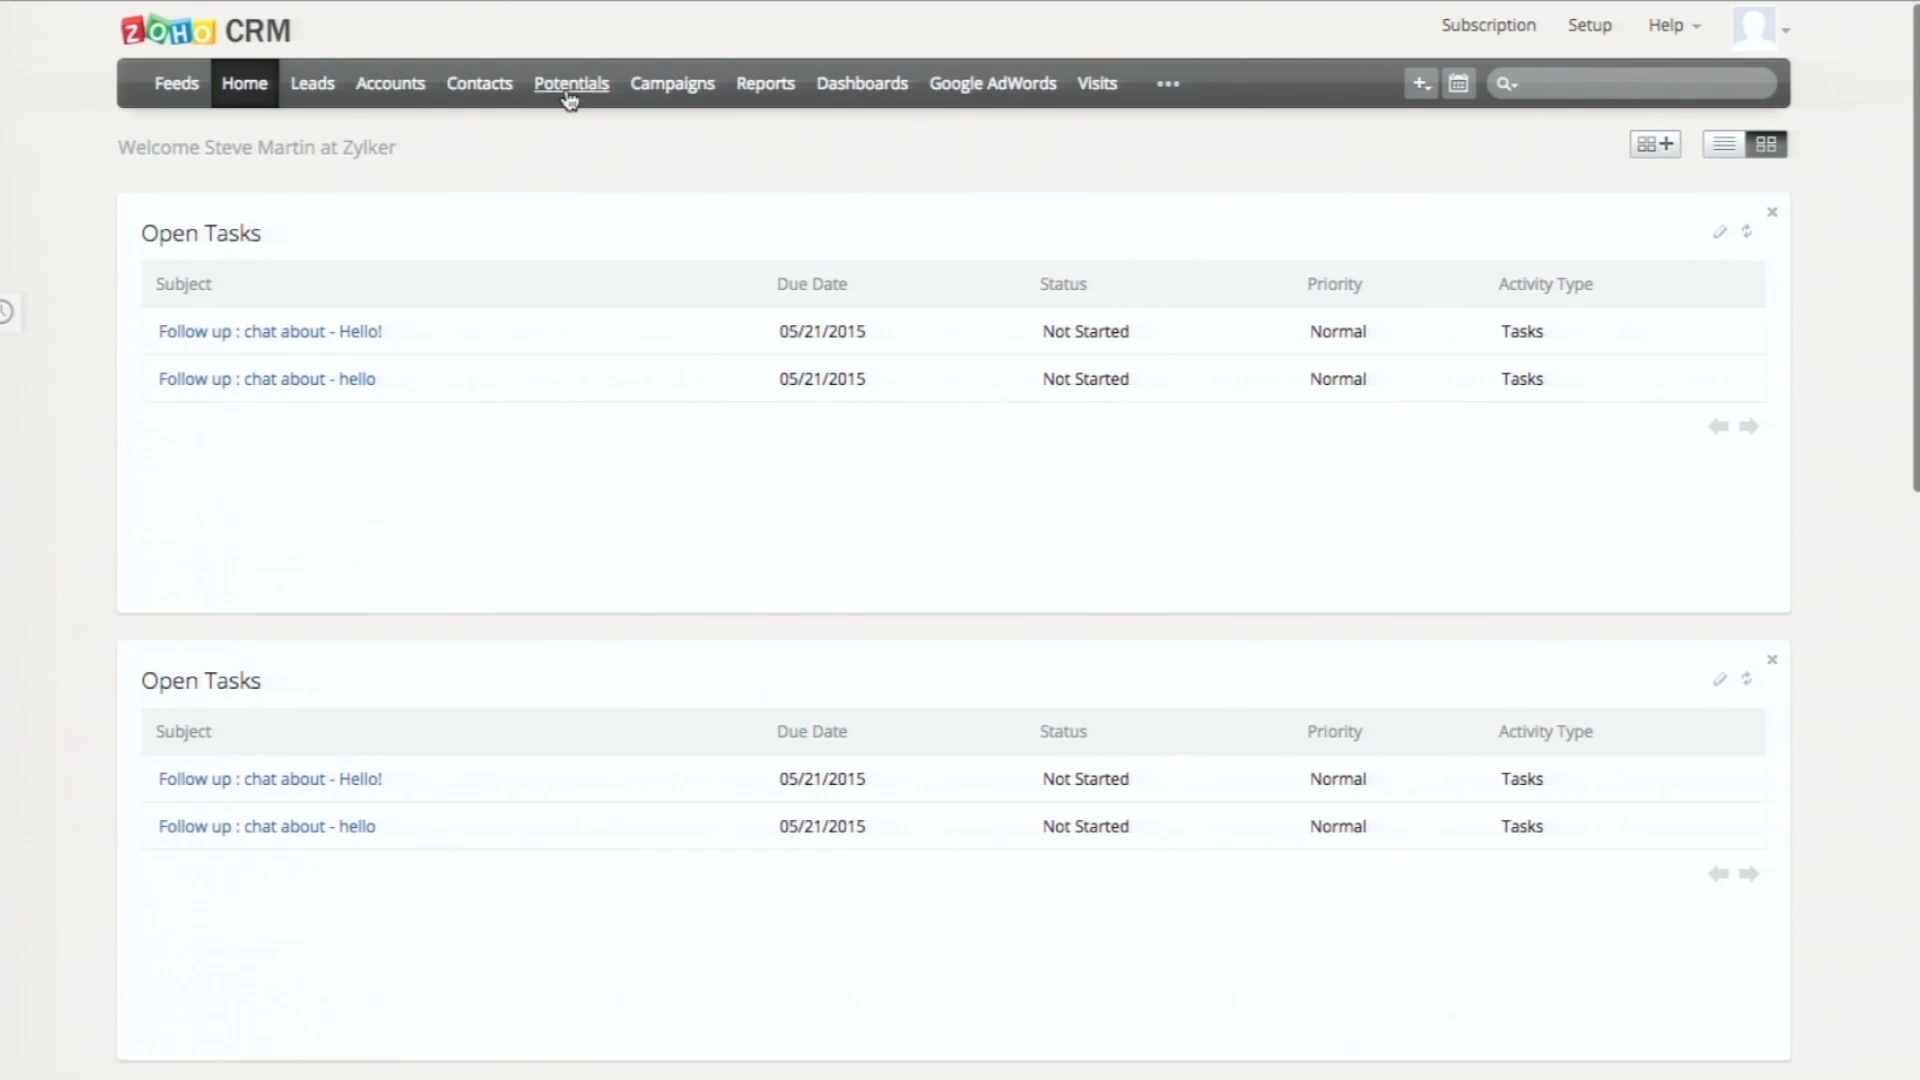 ZOHO CRM
Subscription Setup Help
Feeds Home Leads Accounts Contacts Potentials Campaigns Reports Dashboards Google AdWords Visits
Welcome Steve Martin at Zylker
Open Tasks
Subject Due Date Status Priority Activity Type
Follow up : chat about - Hello! 05/21/2015 Not Started Normal Tasks
Follow up : chat about - hello 05/21/2015 Not Started Normal Tasks
Open Tasks
Subject Due Date Status Priority Activity Type
Follow up : chat about - Hello! 05/21/2015 Not Started Normal Tasks
Follow up : chat about - hello 05/21/2015 Not Started Normal Tasks